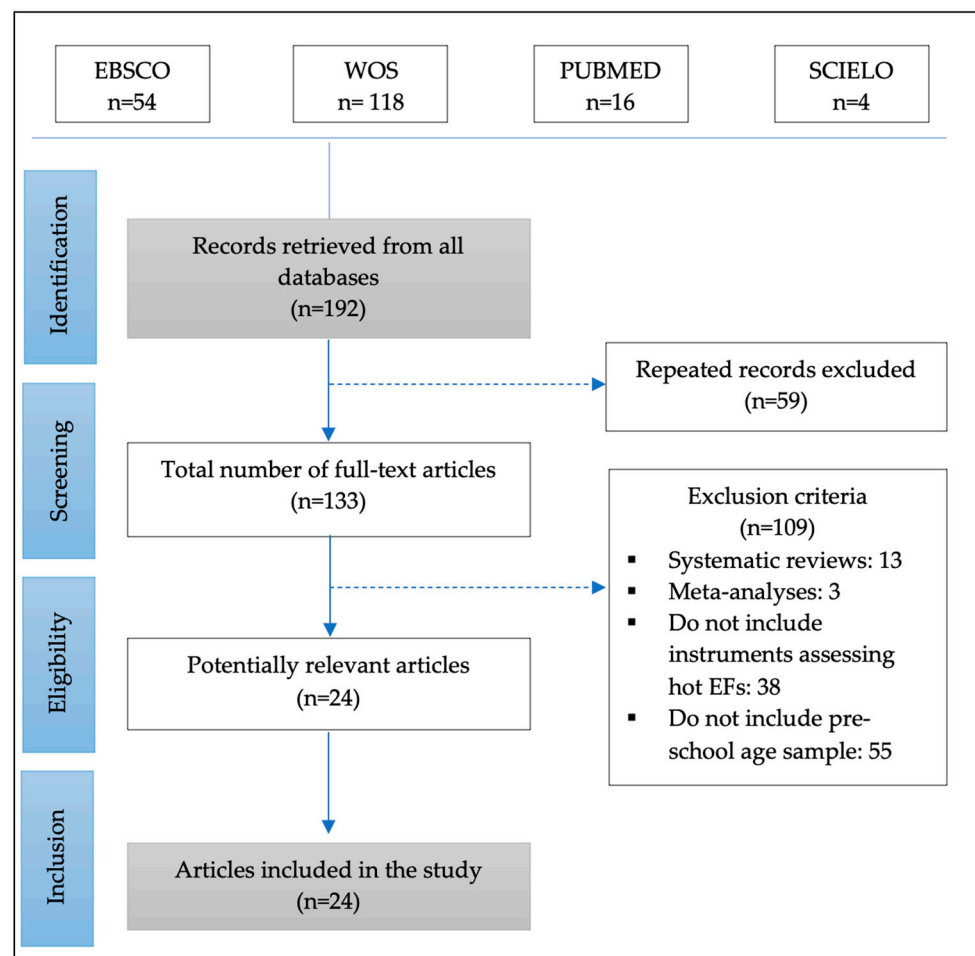 EBSCO
n=54
WOS
n= 118
PUBMED
n=16
SCIELO
n=4
Identification
Records retrieved from all
databases
(n=192)
Repeated records excluded
(n=59)
Screening
Total number of full-text articles
(n=133)
Exclusion criteria
(n=109)
▪ Systematic reviews: 13
▪ Meta-analyses: 3
▪ Do not include
instruments assessing
hot EFs: 38
▪ Do not include pre-
school age sample: 55
Eligibility
Potentially relevant articles
(n=24)
Inclusion
Articles included in the study
(n=24)